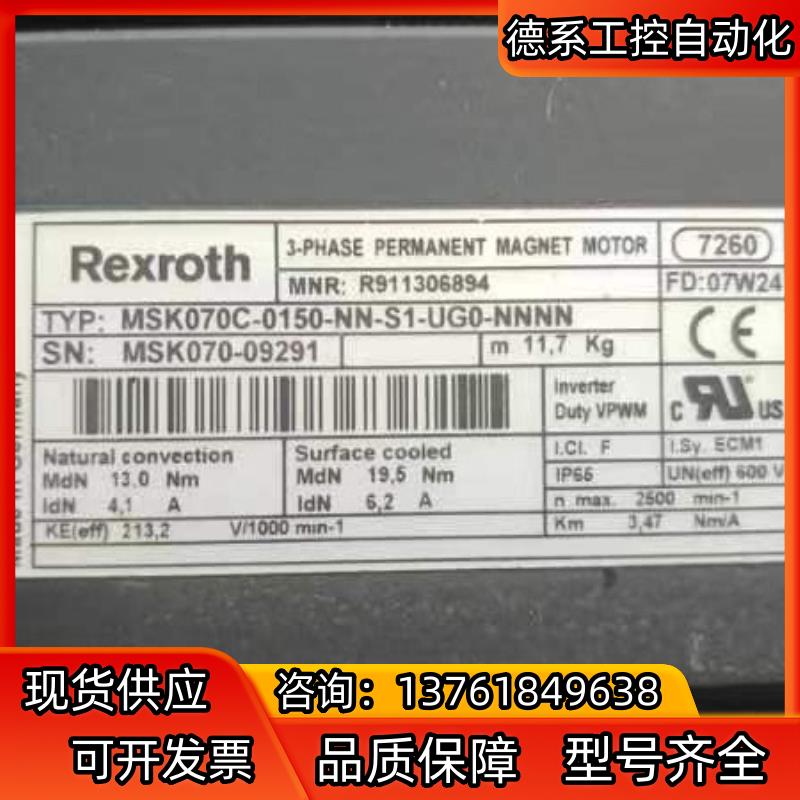 德系工控自动化
Rexroth
3-PHASE PERMANENT MAGNET MOTOR
7260
MNR: R911306894
FD:07W24
TYP: MSK070C-0150-NN-S1-UG0-NNNN
SN: MSK070-09291
m 11,7 Kg
CE
Inverter
Duty VPWM
c RU US
Natural convection
MdN 13,0 Nm
IdN 4,1 A
Surface cooled
MdN 19,5 Nm
IdN 6,2 A
I.Cl. F
I.Sy. ECM1
IP65
UN(eff) 600 V
n max. 2500 min-1
KE(eff) 213,2 V/1000 min-1
Km 3,47 Nm/A
现货供应
咨询：13761849638
可开发票
品质保障
型号齐全